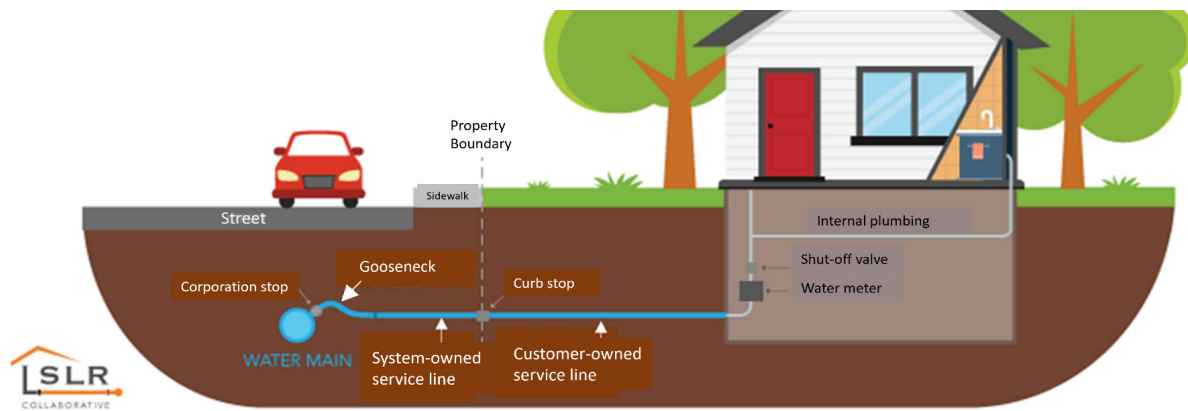 Property
Boundary
Sidewalk
Street
Internal plumbing
Gooseneck
Shut-off valve
Corporation stop
Curb stop
Water meter
WATER MAIN
System-owned
service line
Customer-owned
service line
LSLR
COLLABORATIVE